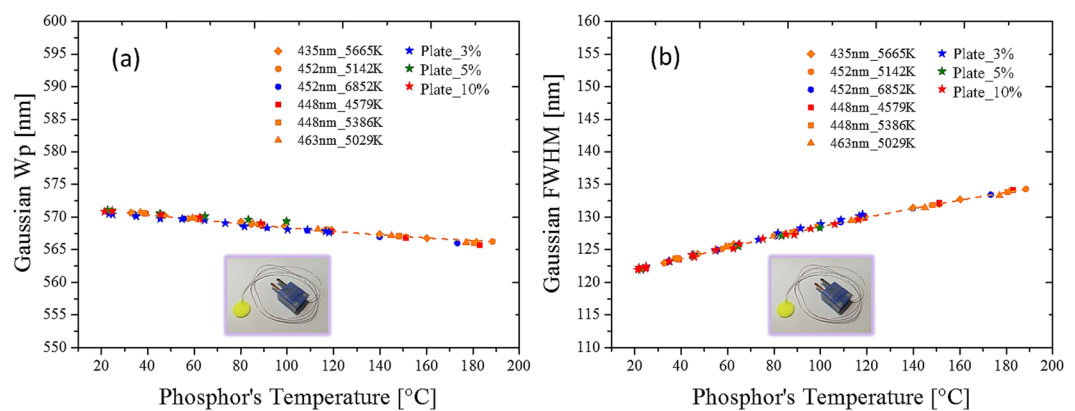 (a)
435nm_5665K
452nm_5142K
452nm_6852K
448nm_4579K
448nm_5386K
463nm_5029K
Plate_3%
Plate_5%
Plate_10%
Gaussian Wp [nm]
600
595
590
585
580
575
570
565
560
555
550
20 40 60 80 100 120 140 160 180 200
Phosphor's Temperature [°C]
(b)
435nm_5665K
452nm_5142K
452nm_6852K
448nm_4579K
448nm_5386K
463nm_5029K
Plate_3%
Plate_5%
Plate_10%
Gaussian FWHM [nm]
160
155
150
145
140
135
130
125
120
115
110
20 40 60 80 100 120 140 160 180 200
Phosphor's Temperature [°C]